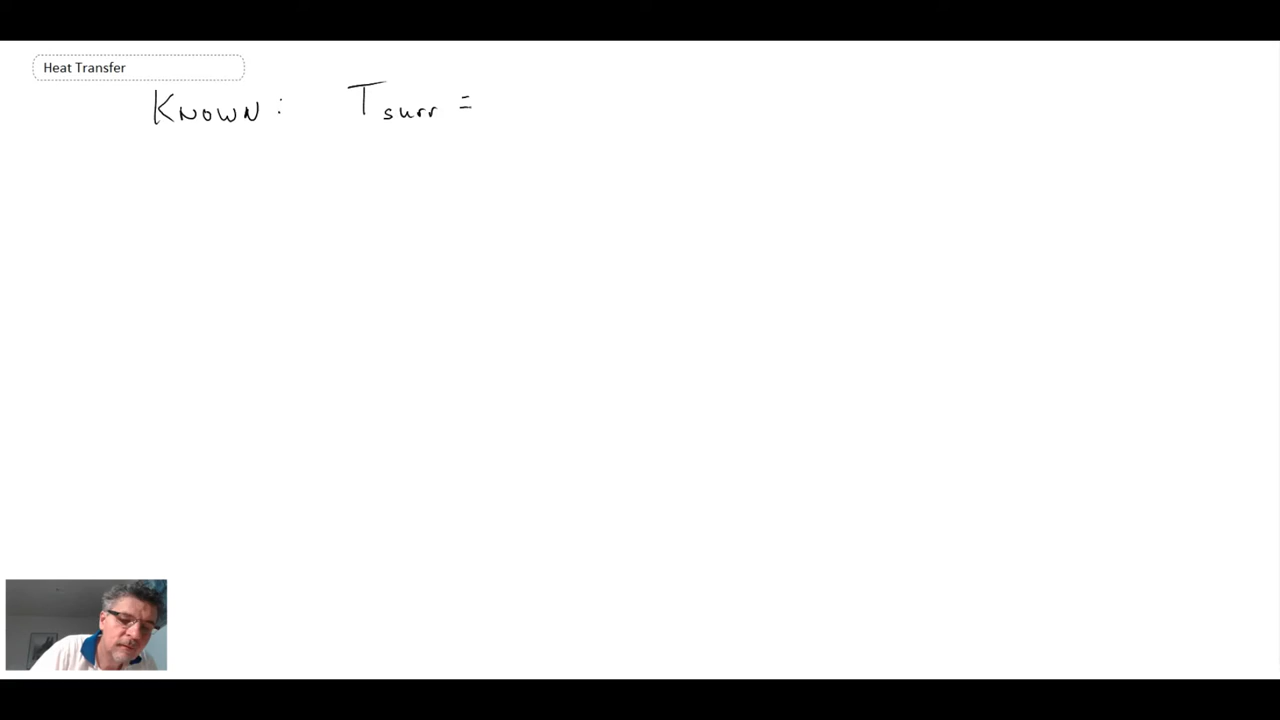 Heat Transfer
KNOWN: Tsurr =